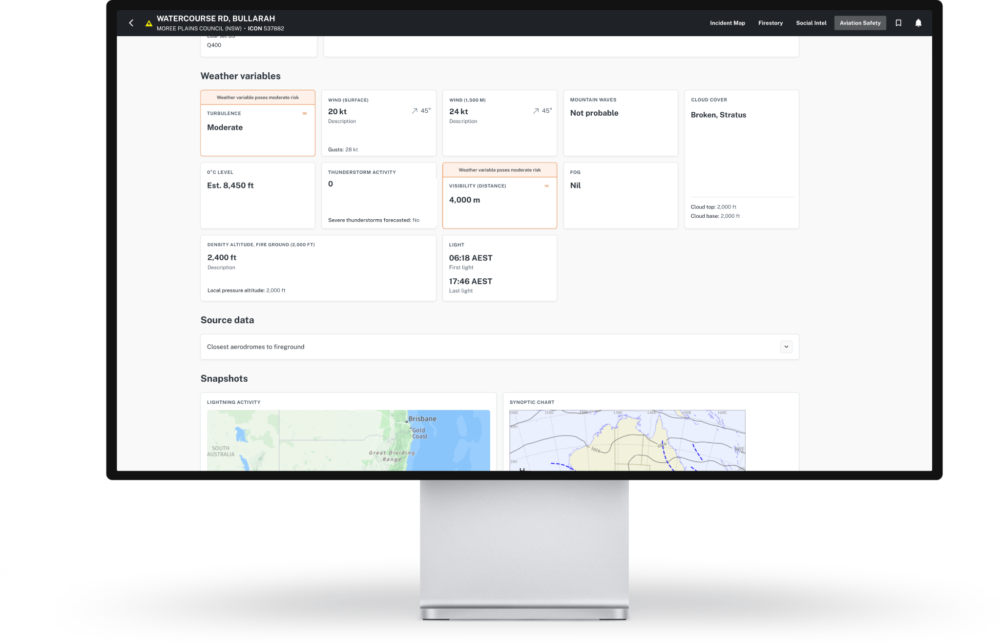 WATERCOURSE RD, BULLARAH
MOREE PLAINS COUNCIL (NSW) • ICON 537882
Incident Map
Firestory
Social Intel
Aviation Safety
Q400
Weather variables
Weather variable poses moderate risk
TURBULENCE
Moderate
WIND (SURFACE)
20 kt
45°
Description
Gusts: 28 kt
WIND (1,500 M)
24 kt
45°
Description
MOUNTAIN WAVES
Not probable
CLOUD COVER
Broken, Stratus
Cloud top: 2,000 ft
Cloud base: 2,000 ft
0°C LEVEL
Est. 8,450 ft
THUNDERSTORM ACTIVITY
0
Severe thunderstorms forecasted: No
Weather variable poses moderate risk
VISIBILITY (DISTANCE)
4,000 m
FOG
Nil
DENSITY ALTITUDE, FIRE GROUND (2,000 FT)
2,400 ft
Description
Local pressure altitude: 2,000 ft
LIGHT
06:18 AEST
First light
17:46 AEST
Last light
Source data
Closest aerodromes to fireground
Snapshots
LIGHTNING ACTIVITY
Brisbane
Gold
Coast
SOUTH
AUSTRALIA
Great Dividing
Range
SYNOPTIC CHART
100E 110E 120E 130E 140E 150E 160E
10S
1016
1016
1016
20S
H